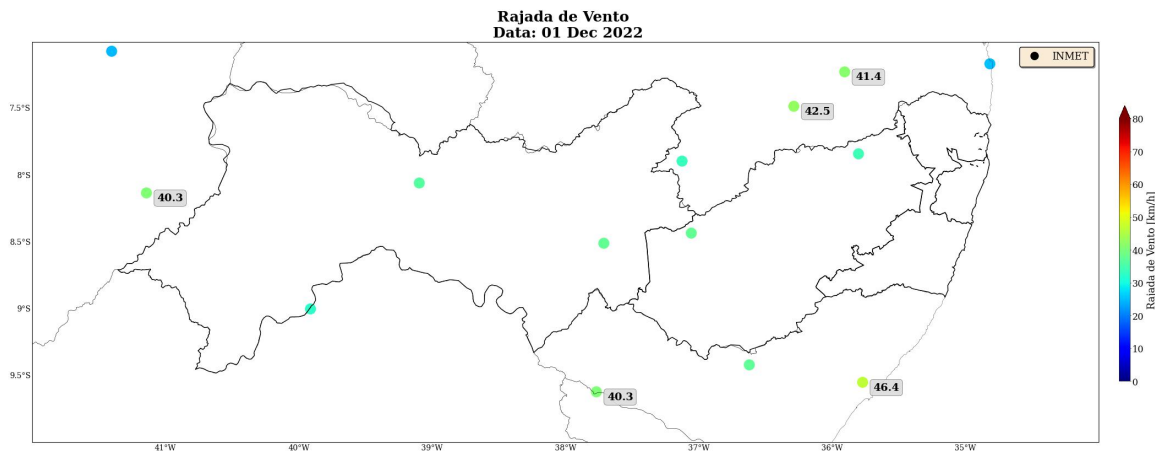 Rajada de Vento
Data: 01 Dec 2022
INMET
41.4
42.5
40.3
40.3
46.4
7.5°S
8°S
8.5°S
9°S
9.5°S
41°W
40°W
39°W
38°W
37°W
36°W
35°W
80
70
60
50
40
30
20
10
0
Rajada de Vento [km/h]